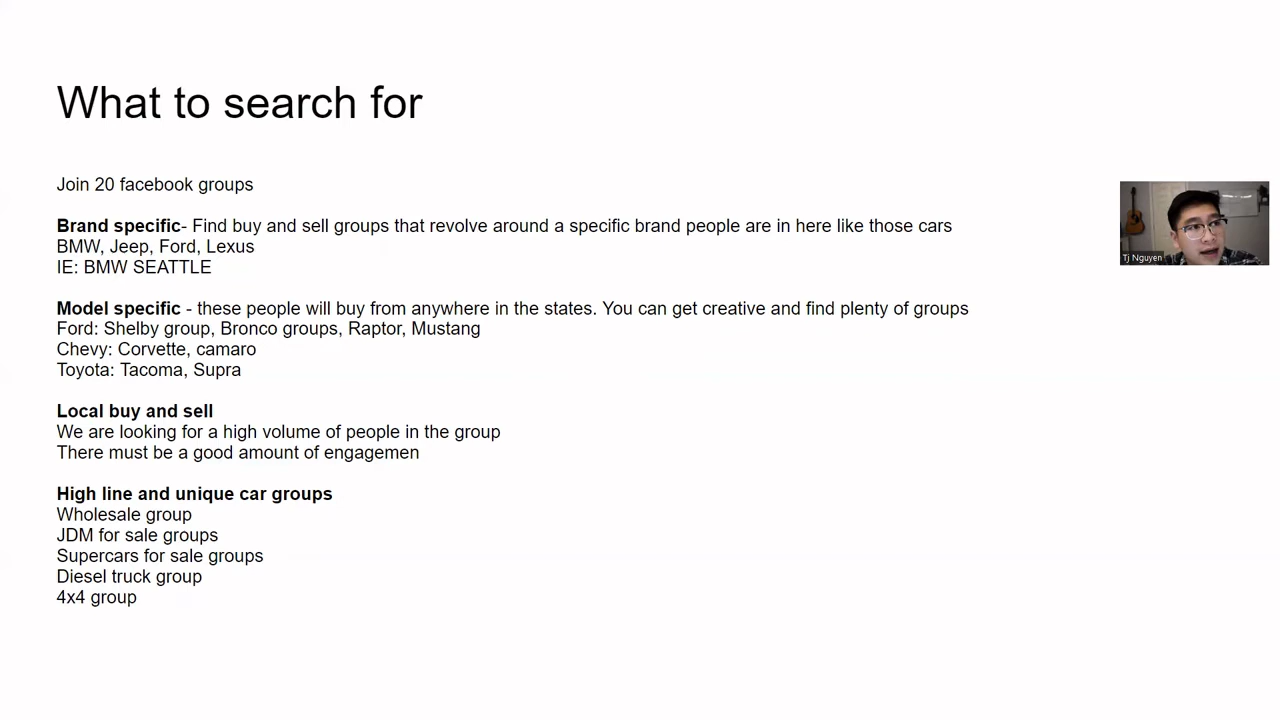 What to search for
Join 20 facebook groups
Brand specific- Find buy and sell groups that revolve around a specific brand people are in here like those cars
BMW, Jeep, Ford, Lexus
IE: BMW SEATTLE
Model specific - these people will buy from anywhere in the states. You can get creative and find plenty of groups
Ford: Shelby group, Bronco groups, Raptor, Mustang
Chevy: Corvette, camaro
Toyota: Tacoma, Supra
Local buy and sell
We are looking for a high volume of people in the group
There must be a good amount of engagemen
High line and unique car groups
Wholesale group
JDM for sale groups
Supercars for sale groups
Diesel truck group
4x4 group
Tj Nguyen